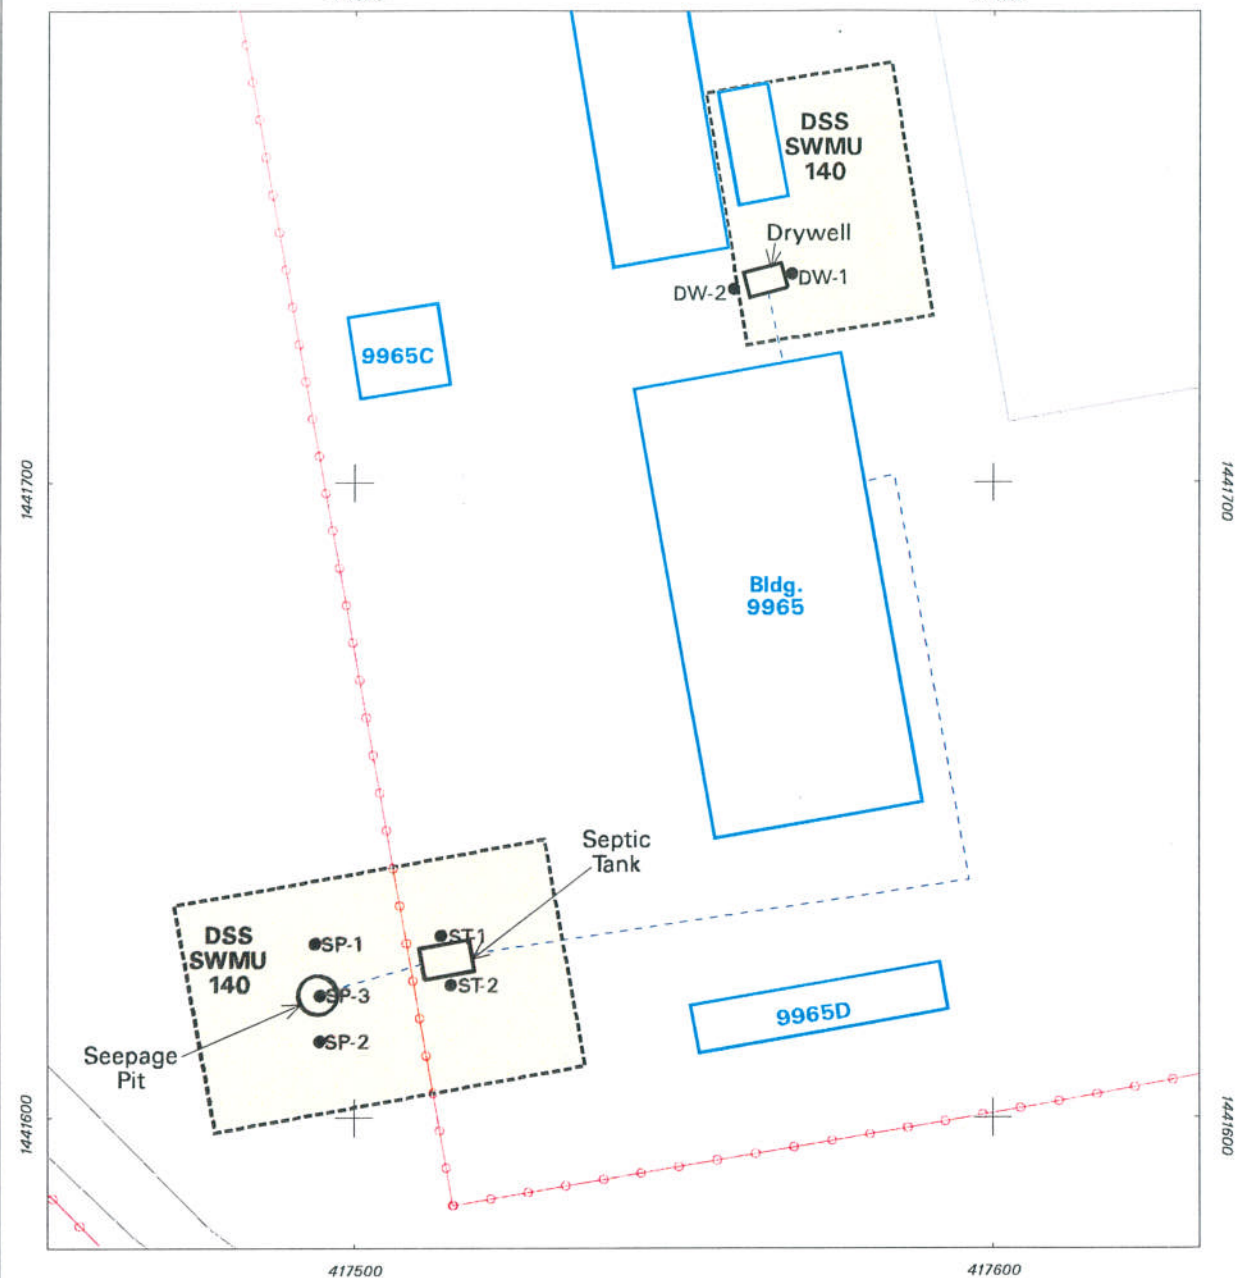 DSS
SWMU
140
Drywell
DW-1
DW-2
9965C
1441700
1441700
Bldg.
9965
Septic
Tank
DSS
SWMU
140
SP-1
ST-1
SP-3
ST-2
SP-2
9965D
Seepage
Pit
1441600
1441600
417500
417600